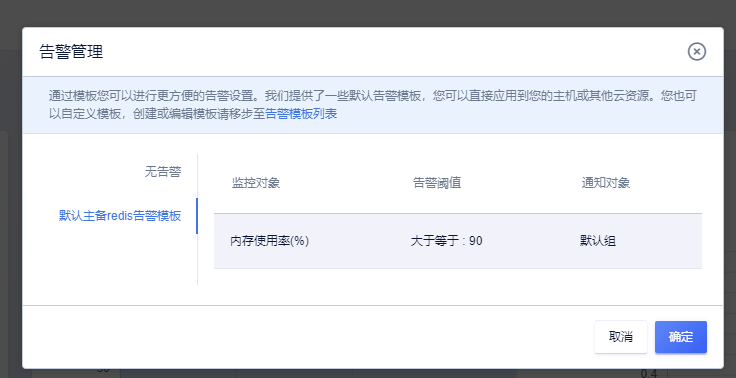 告警管理
通过模板您可以进行更方便的告警设置。我们提供了一些默认告警模板，您可以直接应用到您的主机或其他云资源。您也可
以自定义模板，创建或编辑模板请移步至告警模板列表
无告警
默认主备redis告警模板
监控对象 告警阈值 通知对象
内存使用率(%) 大于等于 : 90 默认组
取消 确定
0.4